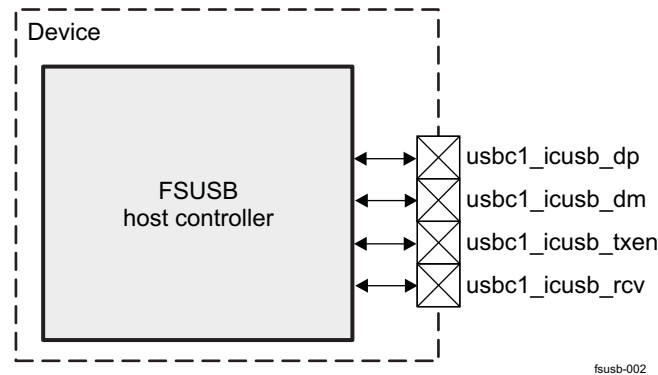 Device
FSUSB
host controller
usbc1_icusb_dp
usbc1_icusb_dm
usbc1_icusb_txen
usbc1_icusb_rcv
fsusb-002